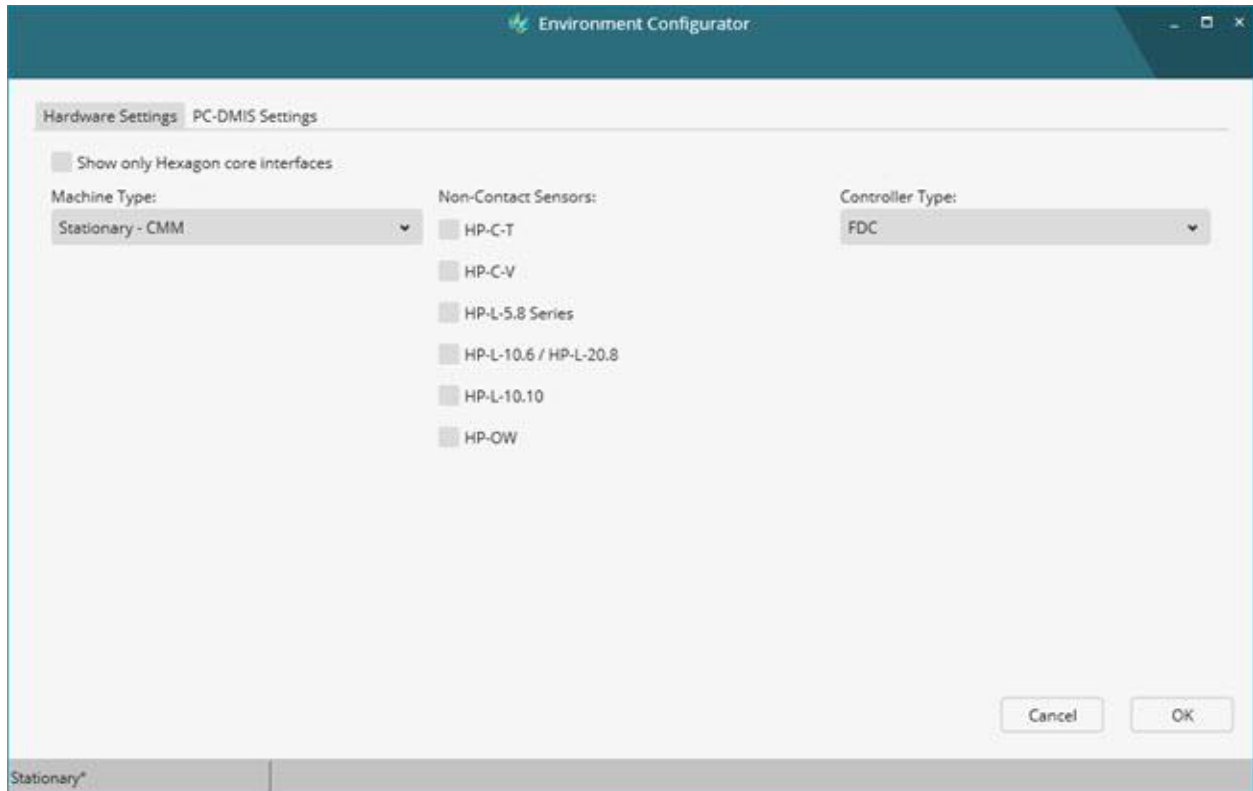 Environment Configurator
Hardware Settings PC-DMIS Settings
Show only Hexagon core interfaces
Machine Type:
Stationary - CMM
Non-Contact Sensors:
HP-C-T
HP-C-V
HP-L-5.8 Series
HP-L-10.6 / HP-L-20.8
HP-L-10.10
HP-OW
Controller Type:
FDC
Cancel OK
Stationary*